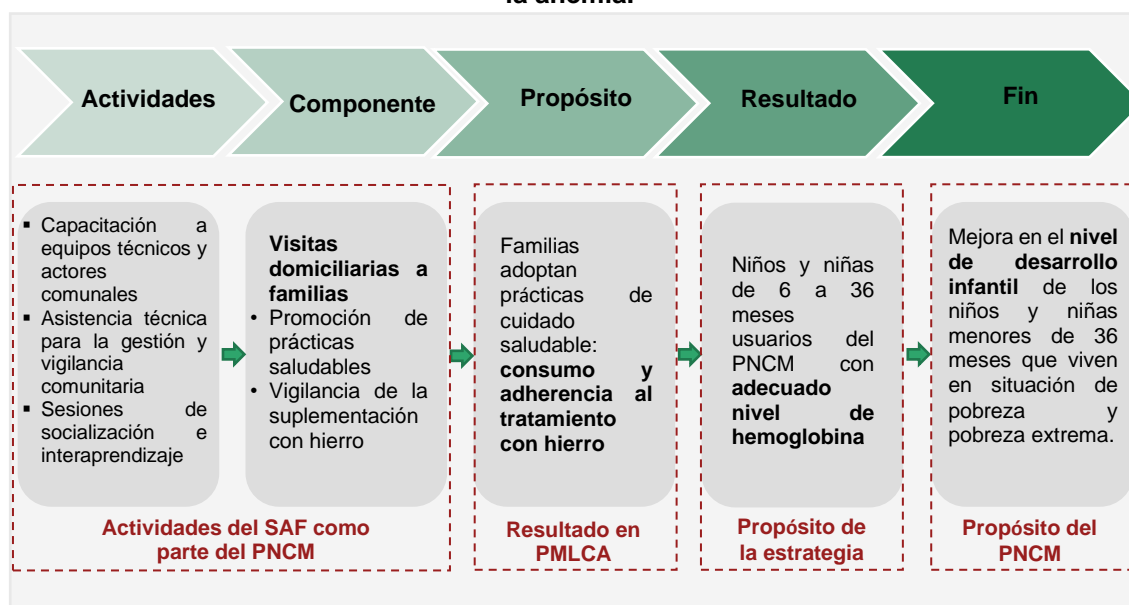 la anemia.
Actividades
Componente
Propósito
Resultado
Fin
▪ Capacitación a
equipos técnicos y
actores
comunales
▪ Asistencia técnica
para la gestión y
vigilancia
comunitaria
▪ Sesiones de
socialización e
interaprendizaje
Visitas
domiciliarias a
familias
• Promoción de
prácticas
saludables
• Vigilancia de la
suplementación
con hierro
Familias
adoptan
prácticas de
cuidado
saludable:
consumo y
adherencia al
tratamiento
con hierro
Niños y niñas
de 6 a 36
meses
usuarios del
PNCM con
adecuado
nivel de
hemoglobina
Mejora en el nivel
de desarrollo
infantil de los
niños y niñas
menores de 36
meses que viven
en situación de
pobreza y
pobreza extrema.
Actividades del SAF como
parte del PNCM
Resultado en
PMLCA
Propósito de
la estrategia
Propósito del
PNCM